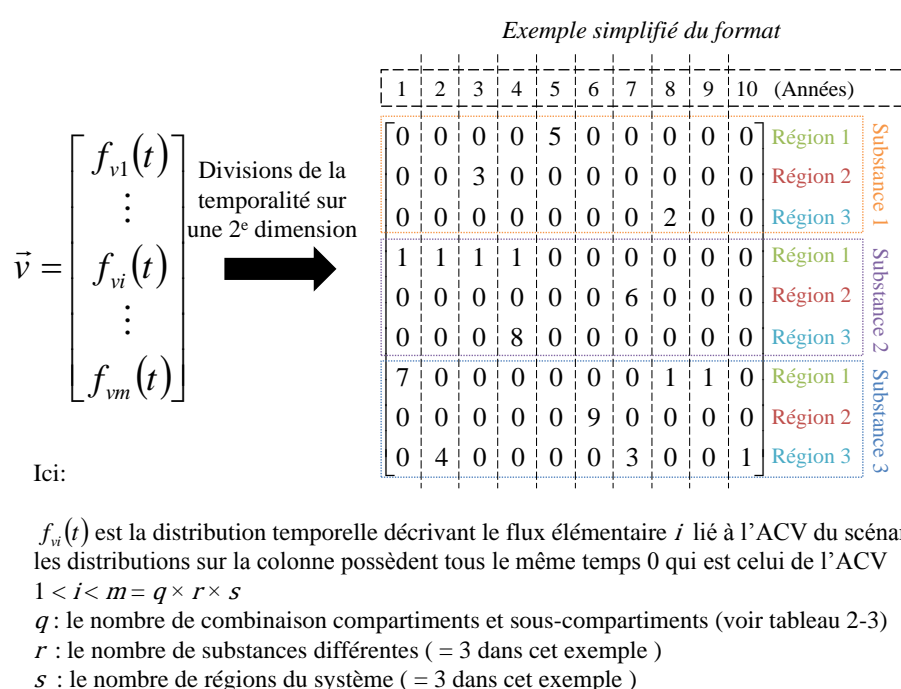 Exemple simplifié du format
1 2 3 4 5 6 7 8 9 10 (Années)
0 0 0 0 5 0 0 0 0 0 Région 1
0 0 3 0 0 0 0 0 0 0 Région 2
0 0 0 0 0 0 0 2 0 0 Région 3
Substance 1
1 1 1 1 0 0 0 0 0 0 Région 1
0 0 0 0 0 0 6 0 0 0 Région 2
0 0 0 8 0 0 0 0 0 0 Région 3
Substance 2
7 0 0 0 0 0 0 1 1 0 Région 1
0 0 0 0 0 9 0 0 0 0 Région 2
0 4 0 0 0 0 3 0 0 1 Région 3
Substance 3
v⃗ =
f_v1(t)
⋮
f_vi(t)
⋮
f_vm(t)
Divisions de la
temporalité sur
une 2e dimension
Ici:
f_vi(t) est la distribution temporelle décrivant le flux élémentaire i lié à l'ACV du scénar
les distributions sur la colonne possèdent tous le même temps 0 qui est celui de l'ACV
1 < i < m = q × r × s
q : le nombre de combinaison compartiments et sous-compartiments (voir tableau 2-3)
r : le nombre de substances différentes ( = 3 dans cet exemple )
s : le nombre de régions du système ( = 3 dans cet exemple )